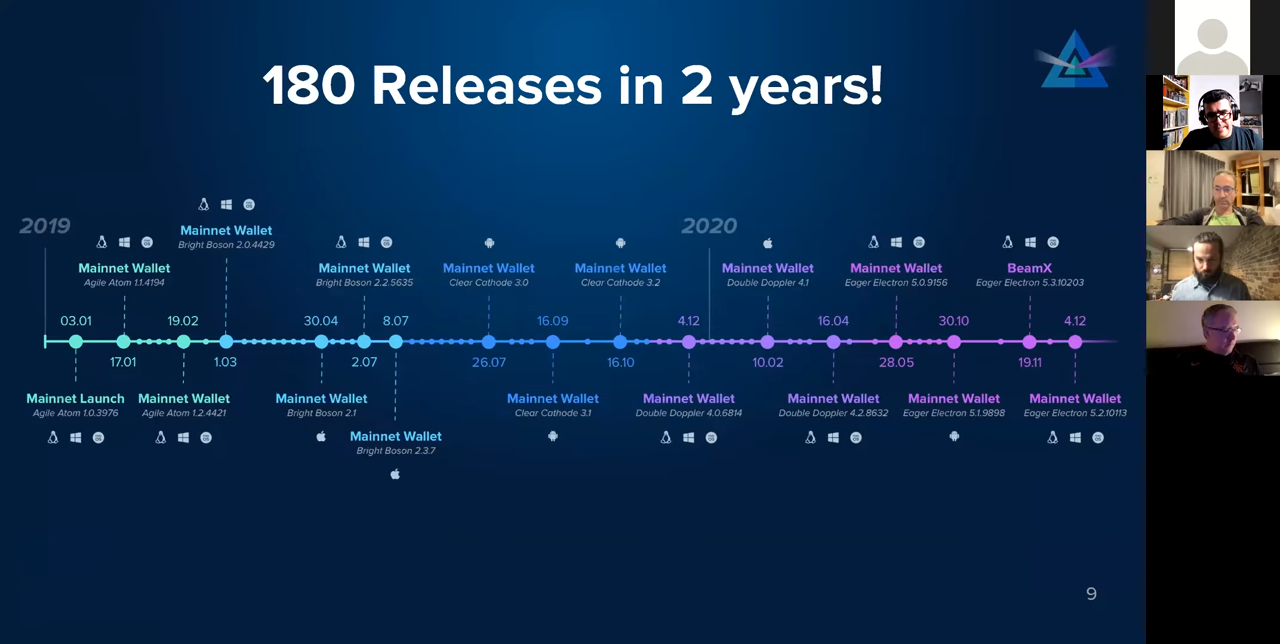 180 Releases in 2 years!
2019
2020
Mainnet Wallet
Bright Boson 2.0.4429
Mainnet Wallet
Agile Atom 1.1.4194
Mainnet Wallet
Bright Boson 2.2.5635
Mainnet Wallet
Clear Cathode 3.0
Mainnet Wallet
Clear Cathode 3.2
Mainnet Wallet
Double Doppler 4.1
Mainnet Wallet
Eager Electron 5.0.9156
BeamX
Eager Electron 5.3.10203
03.01
19.02
30.04
8.07
16.09
4.12
16.04
30.10
4.12
17.01
1.03
2.07
26.07
16.10
10.02
28.05
19.11
Mainnet Launch
Agile Atom 1.0.3976
Mainnet Wallet
Agile Atom 1.2.4421
Mainnet Wallet
Bright Boson 2.1
Mainnet Wallet
Bright Boson 2.3.7
Mainnet Wallet
Clear Cathode 3.1
Mainnet Wallet
Double Doppler 4.0.6814
Mainnet Wallet
Double Doppler 4.2.8632
Mainnet Wallet
Eager Electron 5.1.9898
Mainnet Wallet
Eager Electron 5.2.10113
9